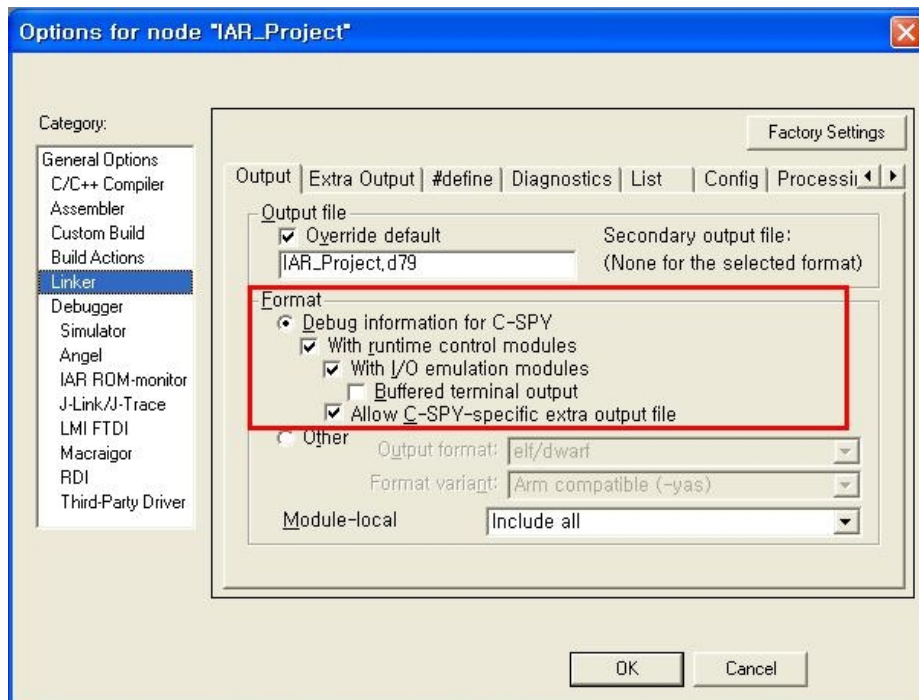 Options for node "IAR_Project"
Category:
Factory Settings
General Options
C/C++ Compiler
Assembler
Custom Build
Build Actions
Linker
Debugger
Simulator
Angel
IAR ROM-monitor
J-Link/J-Trace
LMI FTDI
Macraigor
RDI
Third-Party Driver
Output Extra Output #define Diagnostics List Config
Output file
Override default
IAR_Project,d79
Secondary output file:
(None for the selected format)
Format
Debug information for C-SPY
With runtime control modules
With I/O emulation modules
Buffered terminal output
Allow C-SPY-specific extra output file
Other
Output format: elf/dwarf
Format variant: Arm compatible (-yas)
Module-local Include all
OK Cancel